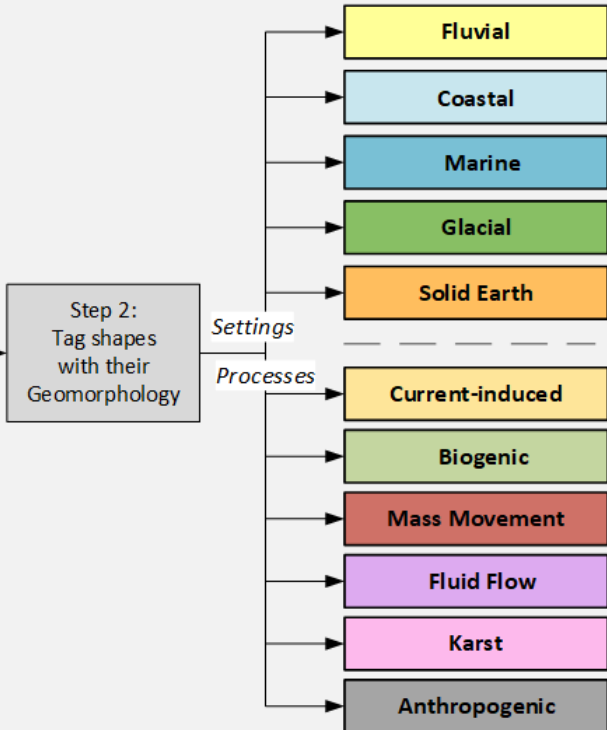 Fluvial
Coastal
Marine
Glacial
Solid Earth
Step 2:
Tag shapes
with their
Geomorphology
Settings
Processes
Current-induced
Biogenic
Mass Movement
Fluid Flow
Karst
Anthropogenic